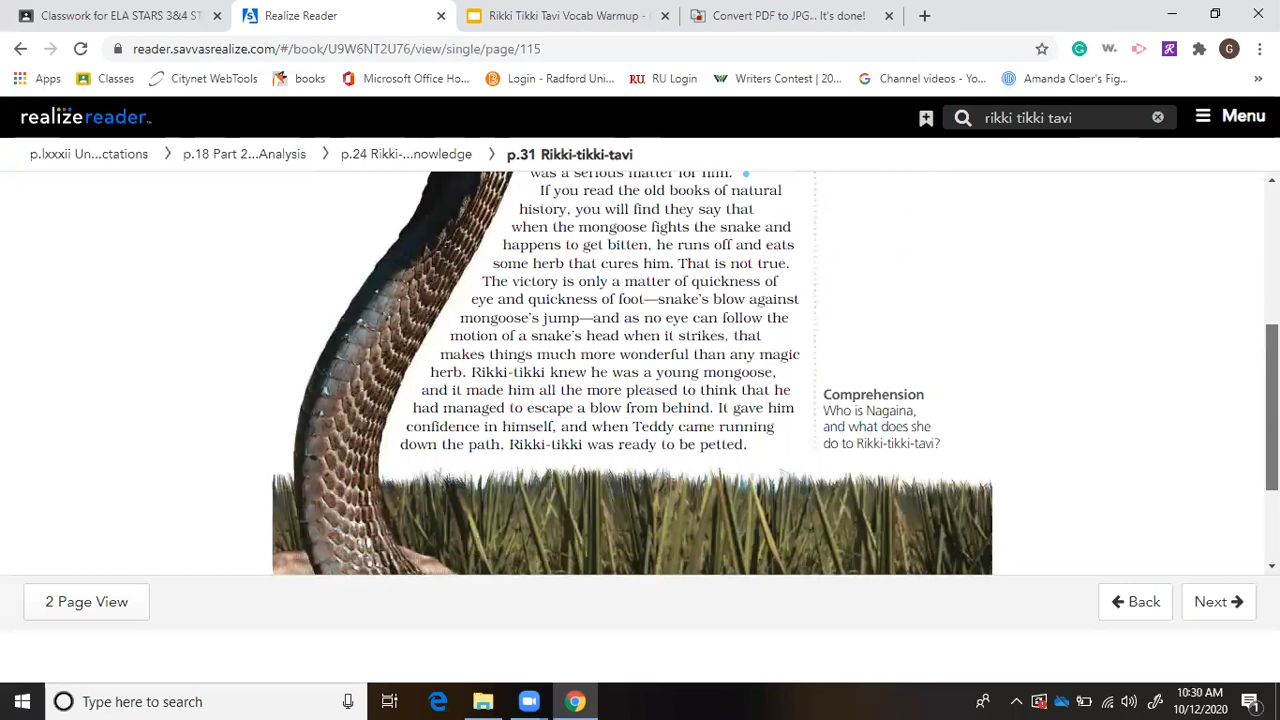 Classwork for ELA STARS 3&4 ST
Realize Reader
Rikki Tikki Tavi Vocab Warmup -
Convert PDF to JPG... It's done!
reader.savvasrealize.com/#/book/U9W6NT2U76/view/single/page/115
Apps
Classes
Citynet WebTools
books
Microsoft Office Ho...
Login - Radford Uni...
RU Login
Writers Contest | 20...
Channel videos - Yo...
Amanda Cloer's Fig...
realizereader™
rikki tikki tavi
Menu
p.lxxxii Un...ctations
p.18 Part 2...Analysis
p.24 Rikki-...nowledge
p.31 Rikki-tikki-tavi
was a serious matter for him.
If you read the old books of natural
history, you will find they say that
when the mongoose fights the snake and
happens to get bitten, he runs off and eats
some herb that cures him. That is not true.
The victory is only a matter of quickness of
eye and quickness of foot—snake's blow against
mongoose's jump—and as no eye can follow the
motion of a snake's head when it strikes, that
makes things much more wonderful than any magic
herb. Rikki-tikki knew he was a young mongoose,
and it made him all the more pleased to think that he
had managed to escape a blow from behind. It gave him
confidence in himself, and when Teddy came running
down the path, Rikki-tikki was ready to be petted.
Comprehension
Who is Nagaina,
and what does she
do to Rikki-tikki-tavi?
2 Page View
Back
Next
Type here to search
10:30 AM
10/12/2020